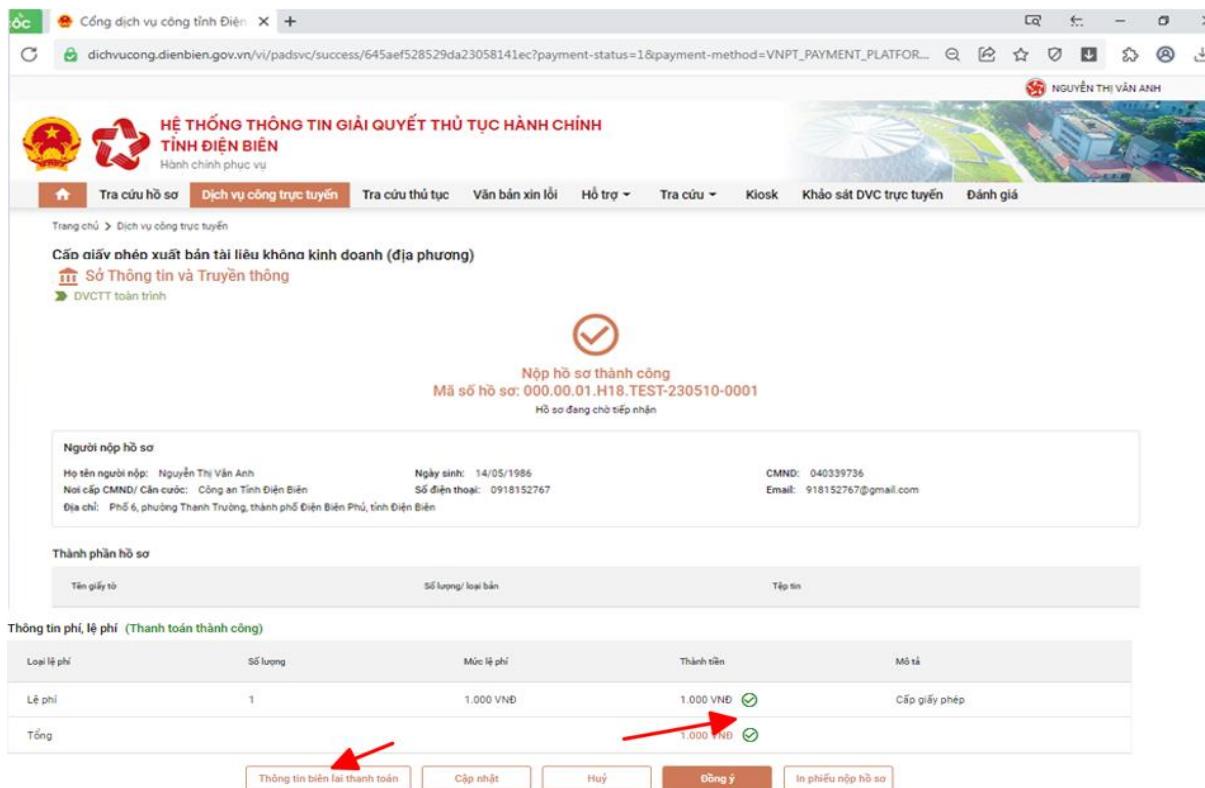 ốc
Cổng dịch vụ công tỉnh Điện
dichvucong.dienbien.gov.vn/vi/padsvc/success/645aef528529da23058141ec?payment-status=1&payment-method=VNPT_PAYMENT_PLATFOR...
NGUYỄN THỊ VÂN ANH
HỆ THỐNG THÔNG TIN GIẢI QUYẾT THỦ TỤC HÀNH CHÍNH
TỈNH ĐIỆN BIÊN
Hành chính phục vụ
Tra cứu hồ sơ Dịch vụ công trực tuyến Tra cứu thủ tục Văn bản xin lỗi Hỗ trợ Tra cứu Kiosk Khảo sát DVC trực tuyến Đánh giá
Trang chủ > Dịch vụ công trực tuyến
Cấp giấy phép xuất bản tài liệu không kinh doanh (địa phương)
Sở Thông tin và Truyền thông
DVCTT toàn trình
Nộp hồ sơ thành công
Mã số hồ sơ: 000.00.01.H18.TEST-230510-0001
Hồ sơ đang chờ tiếp nhận
Người nộp hồ sơ
Họ tên người nộp: Nguyễn Thị Vân Anh Ngày sinh: 14/05/1986 CMND: 040339736
Nơi cấp CMND/ Căn cước: Công an Tỉnh Điện Biên Số điện thoại: 0918152767 Email: 918152767@gmail.com
Địa chỉ: Phố 6, phường Thanh Trường, thành phố Điện Biên Phủ, tỉnh Điện Biên
Thành phần hồ sơ
Tên giấy tờ Số lượng/ loại bản Tệp tin
Thông tin phí, lệ phí (Thanh toán thành công)
Loại lệ phí Số lượng Mức lệ phí Thành tiền Mô tả
Lệ phí 1 1.000 VNĐ 1.000 VNĐ Cấp giấy phép
Tổng 1.000 VNĐ
Thông tin biên lai thanh toán Cập nhật Huỷ Đồng ý In phiếu nộp hồ sơ